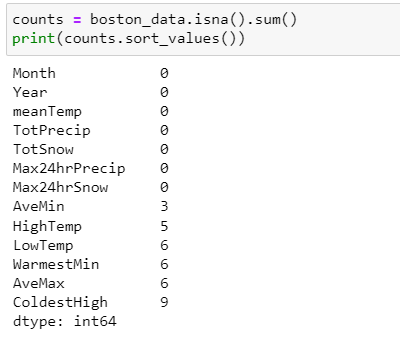 counts = boston_data.isna().sum()
print(counts.sort_values())
Month 0
Year 0
meanTemp 0
TotPrecip 0
TotSnow 0
Max24hrPrecip 0
Max24hrSnow 0
AveMin 3
HighTemp 5
LowTemp 6
WarmestMin 6
AveMax 6
ColdestHigh 9
dtype: int64